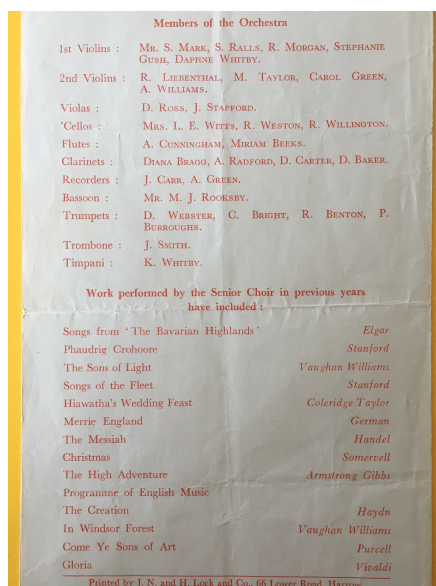 Members of the Orchestra
1st Violins : Mr. S. Mark, S. Ralls, R. Morgan, Stephanie
Gush, Daphne Whitby.
2nd Violins : R. Liebenthal, M. Taylor, Carol Green,
A. Williams.
Violas : D. Ross, J. Stafford.
'Cellos : Mrs. L. E. Witts, R. Weston, R. Willington.
Flutes : A. Cunningham, Miriam Beeks.
Clarinets : Diana Bragg, A. Radford, D. Carter, D. Baker.
Recorders : J. Carr, A. Green.
Bassoon : Mr. M. J. Rooksby.
Trumpets : D. Webster, C. Bright, R. Benton, P.
Burroughs.
Trombone : J. Smith.
Timpani : K. Whitby.
Work performed by the Senior Choir in previous years
have included :
Songs from ' The Bavarian Highlands ' Elgar
Phaudrig Crohoore Stanford
The Sons of Light Vaughan Williams
Songs of the Fleet Stanford
Hiawatha's Wedding Feast Coleridge Taylor
Merrie England German
The Messiah Handel
Christmas Somervell
The High Adventure Armstrong Gibbs
Programme of English Music
The Creation Haydn
In Windsor Forest Vaughan Williams
Come Ye Sons of Art Purcell
Gloria Vivaldi
Printed by J. N. and H. Lock and Co., 66 Lower Road, Harrow